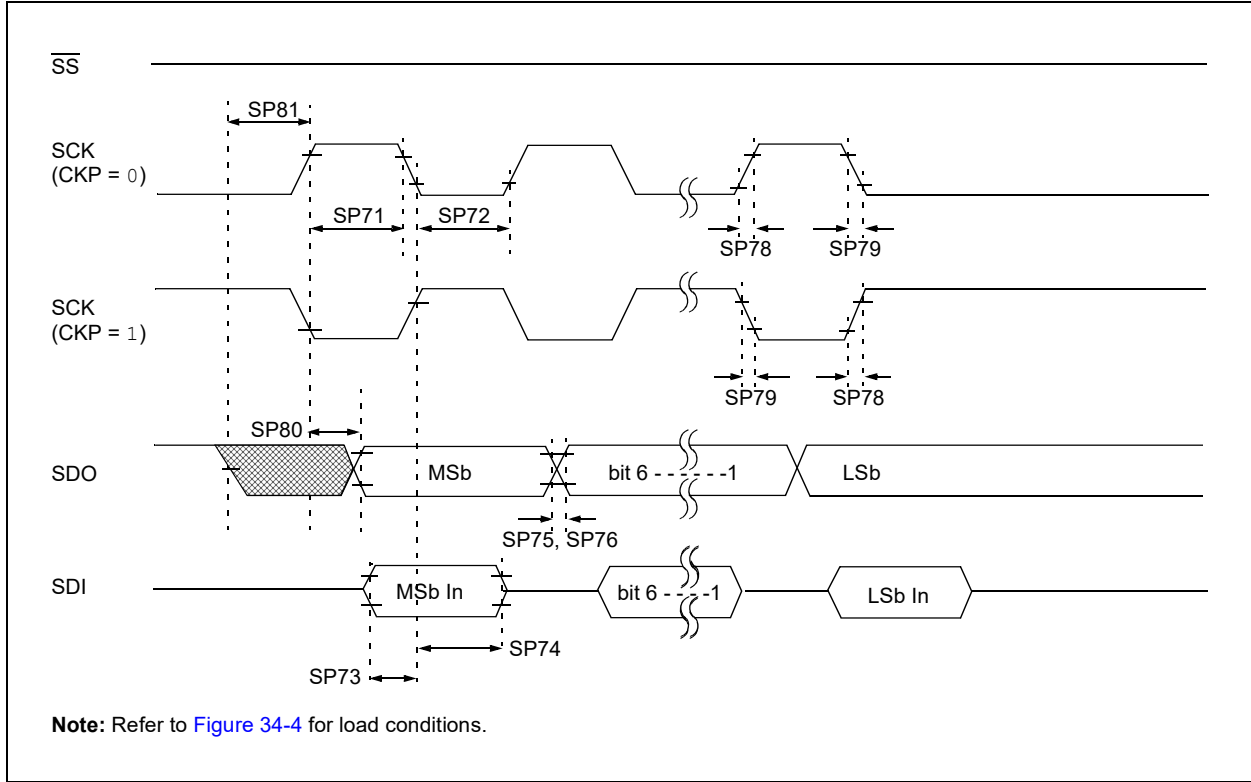 SS
SP81
SCK
(CKP = 0)
SP71 SP72
SP78 SP79
SCK
(CKP = 1)
SP79 SP78
SP80
SDO MSb bit 6 - - - - - -1 LSb
SP75, SP76
SDI MSb In bit 6 - - - -1 LSb In
SP74
SP73
Note: Refer to Figure 34-4 for load conditions.